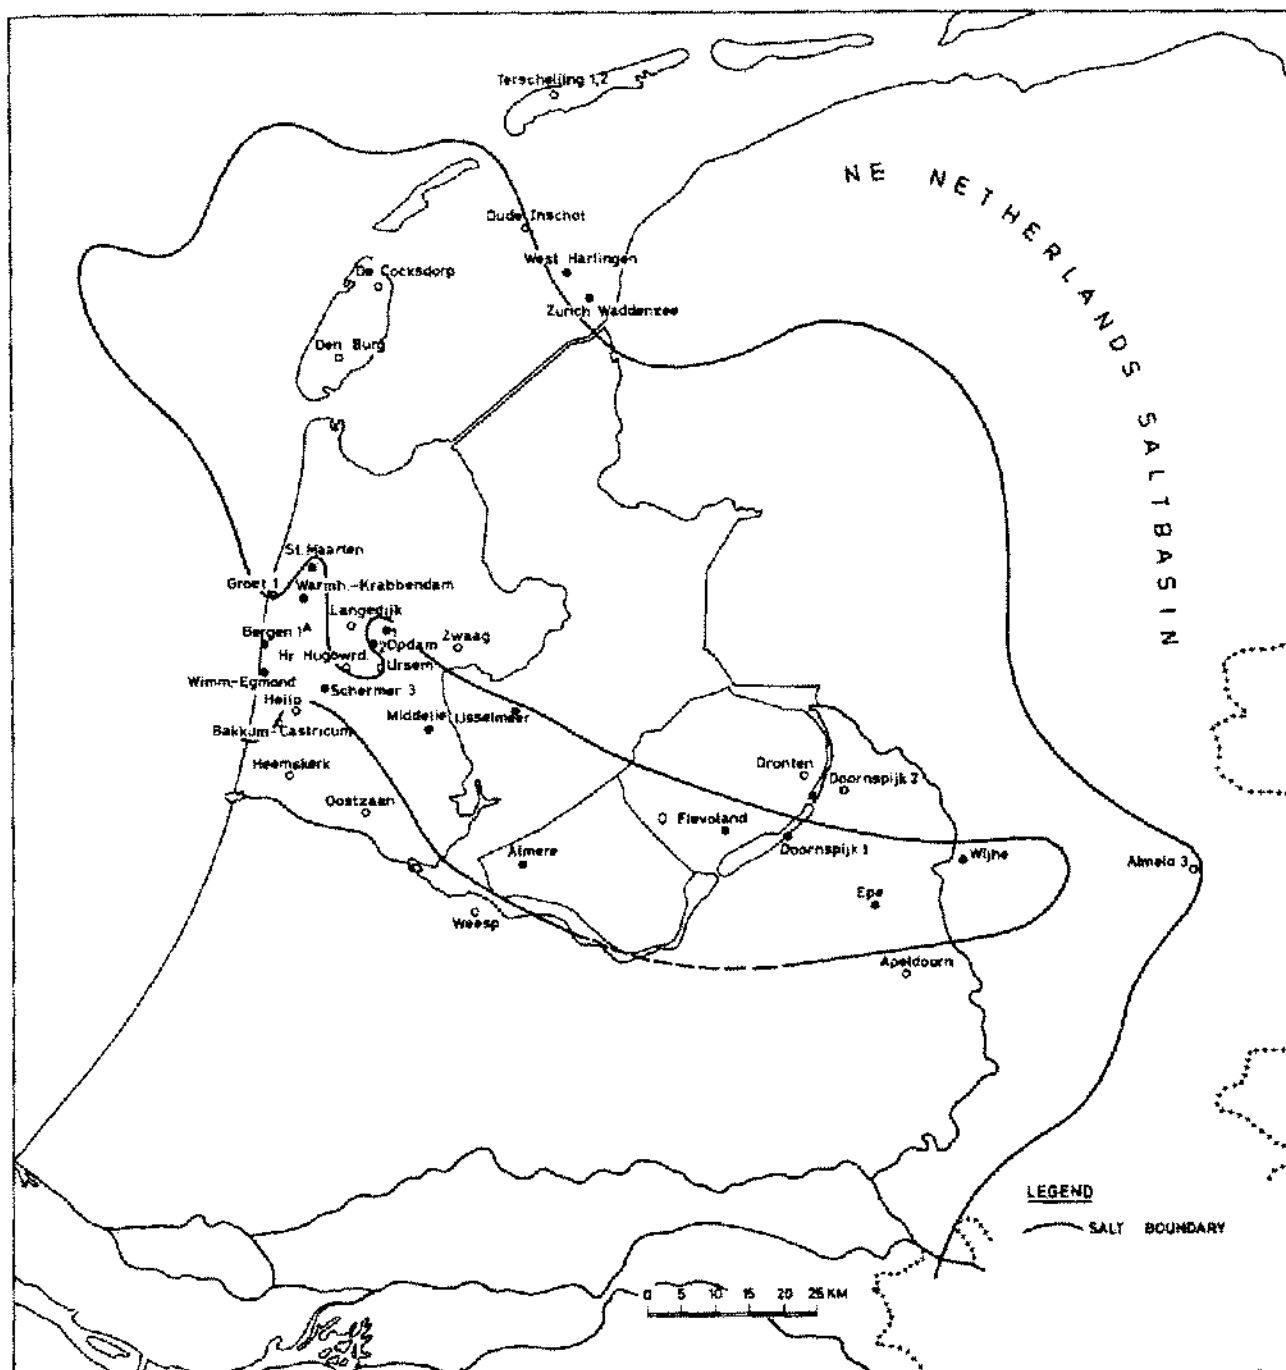 Terschelling 1,2
NE NETHERLANDS SALTBASIN
Oude Inschot
West Harlingen
De Cocksdorp
Zurich Waddenzee
Den Burg
St. Maarten
Groet 1
Warmh.-Krabbendam
Langedijk
Bergen 1
A
1
Zwaag
2
Opdam
Hr. Hugowrd.
Ursem
Wimm.-Egmond
Schermer 3
Heilo
Middelie
IJsselmeer
Bakkum-Castricum
Heemskerk
Dronten
Doornspijk 2
Oostzaan
Flevoland
Doornspijk 1
Almere
Wijhe
Almelo 3
Epe
Weesp
Apeldoorn
LEGEND
SALT BOUNDARY
0 5 10 15 20 25 KM